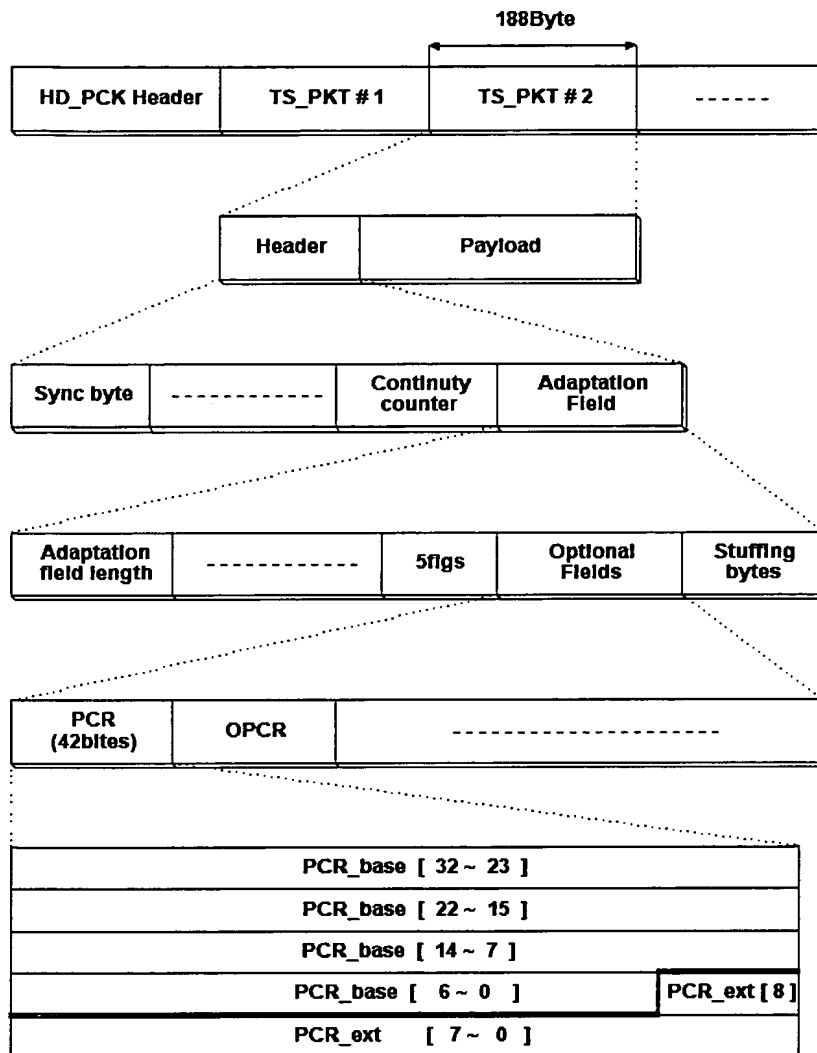 188Byte
HD_PCK Header TS_PKT # 1 TS_PKT # 2 ------
Header Payload
Sync byte -------------- Continuty counter Adaptation Field
Adaptation field length -------------- 5flgs Optional Fields Stuffing bytes
PCR (42bites) OPCR ----------------------
PCR_base [ 32 ~ 23 ]
PCR_base [ 22 ~ 15 ]
PCR_base [ 14 ~ 7 ]
PCR_base [ 6 ~ 0 ] PCR_ext [ 8 ]
PCR_ext [ 7 ~ 0 ]